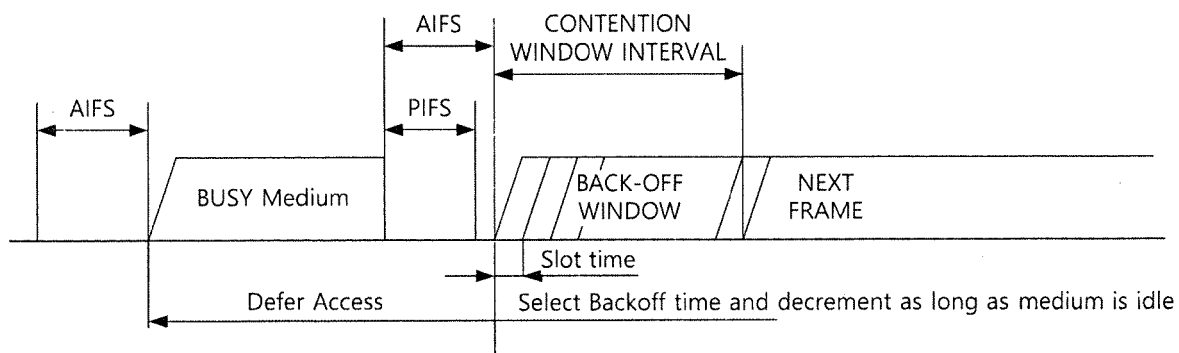 AIFS
CONTENTION
WINDOW INTERVAL
AIFS
PIFS
BUSY Medium
BACK-OFF
WINDOW
NEXT
FRAME
Slot time
Defer Access
Select Backoff time and decrement as long as medium is idle